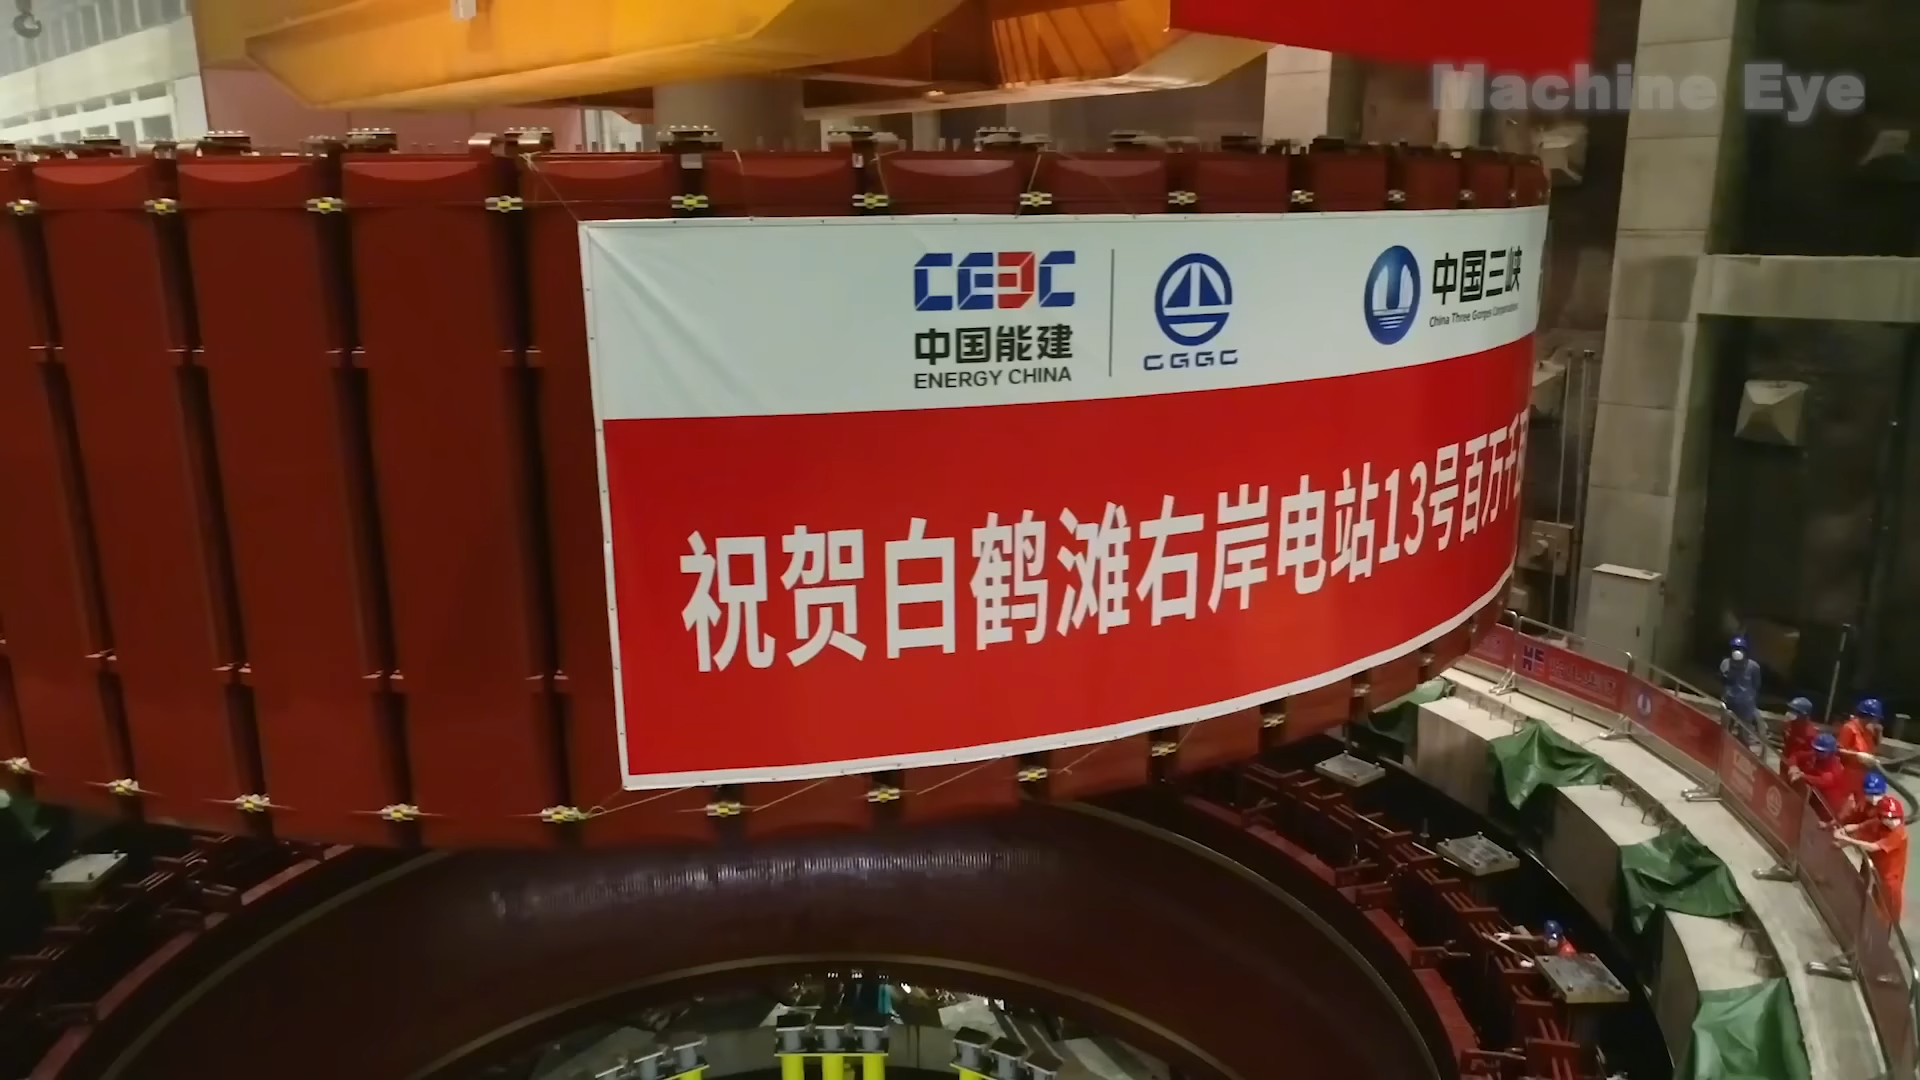 Machine Eye
CEEC
中国能建
ENERGY CHINA
CGGC
中国三峡
China Three Gorges Corporation
祝贺白鹤滩右岸电站13号百万千